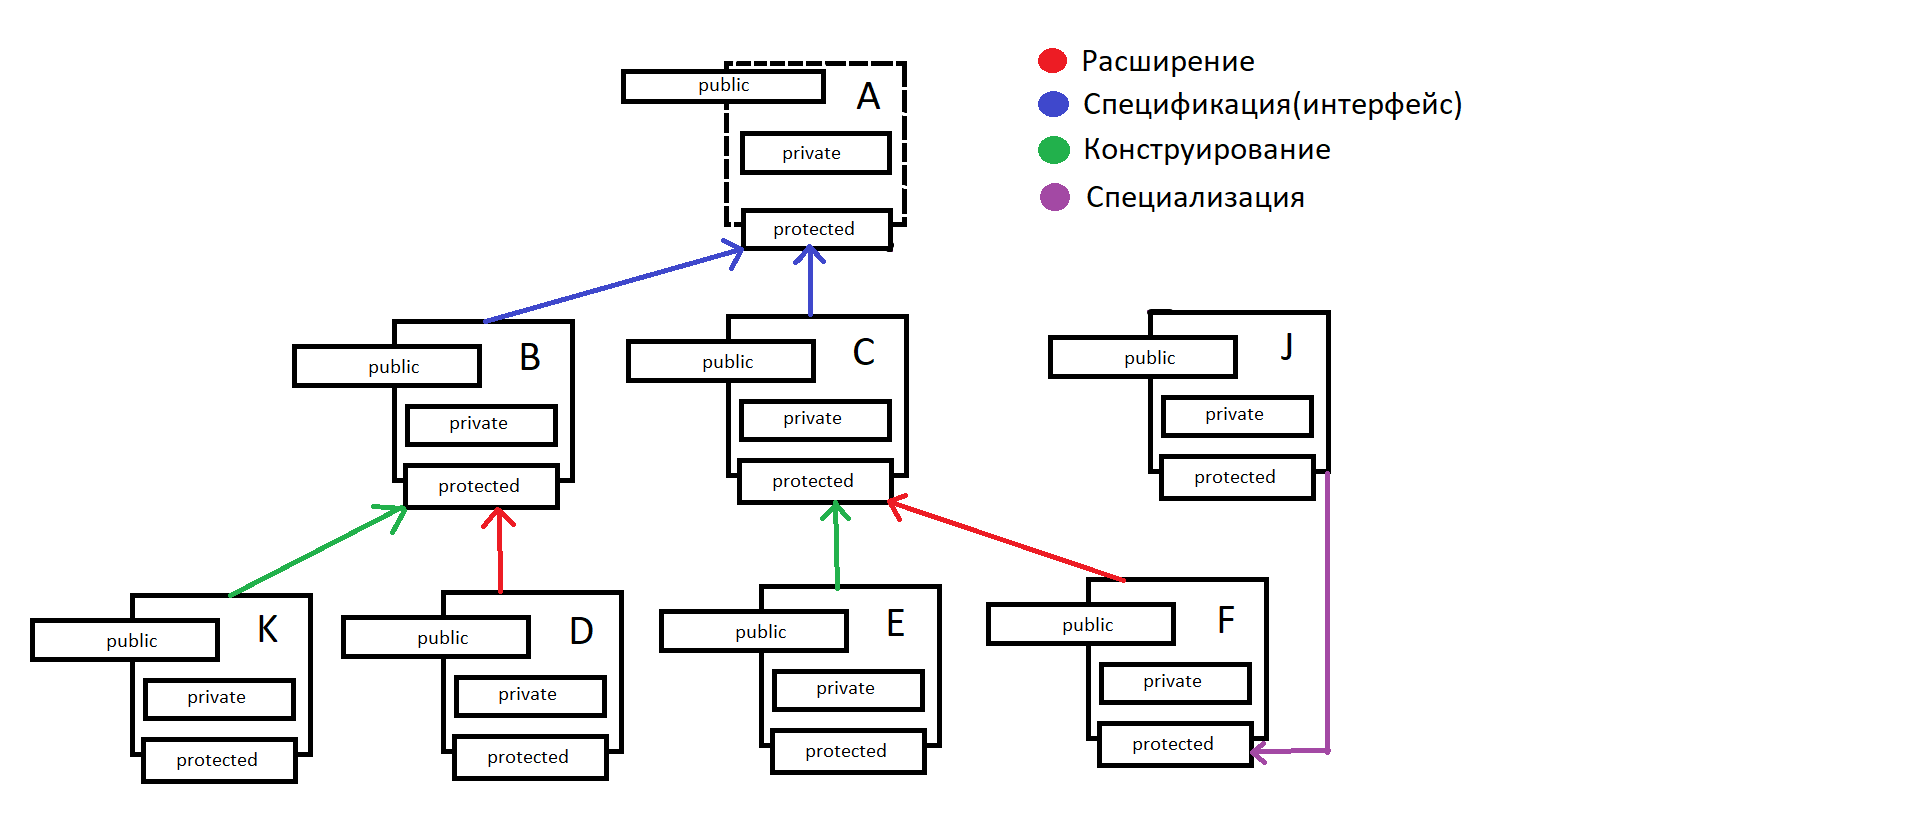 public
A
private
protected
Расширение
Спецификация(интерфейс)
Конструирование
Специализация
public
B
private
protected
public
C
private
protected
public
J
private
protected
public
K
private
protected
public
D
private
protected
public
E
private
protected
public
F
private
protected